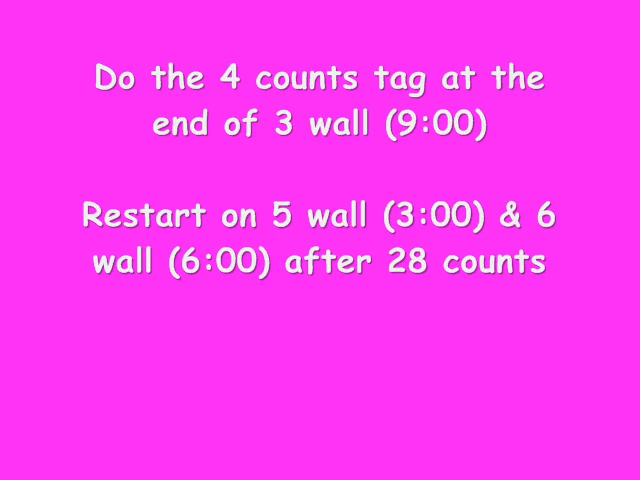 Do the 4 counts tag at the
end of 3 wall (9:00)
Restart on 5 wall (3:00) & 6
wall (6:00) after 28 counts